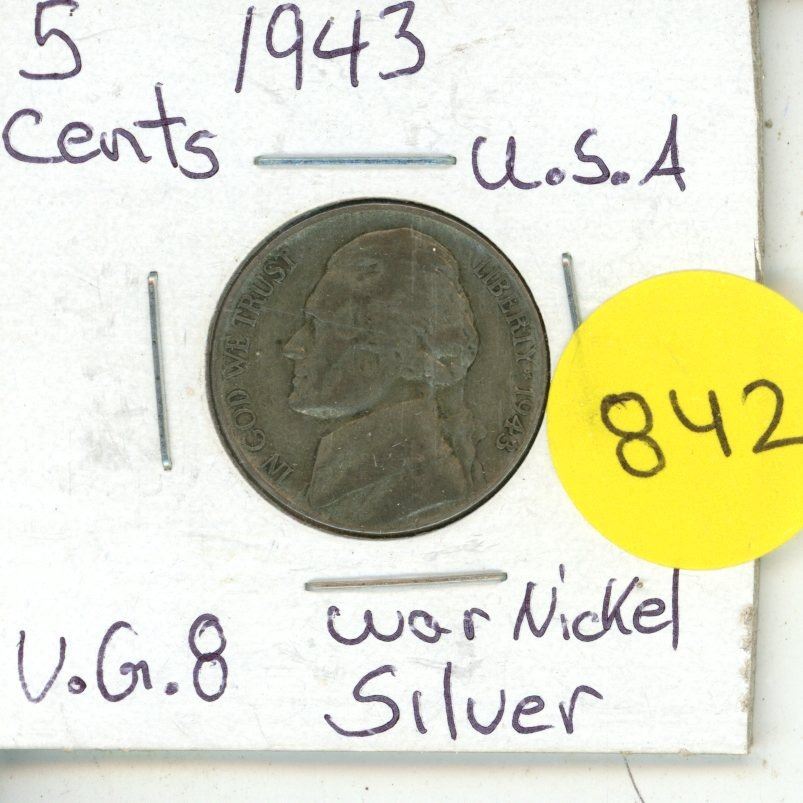 5 1943
cents
U.S.A
IN GOD WE TRUST
LIBERTY 1943
842
V.G.8
war Nickel
Silver